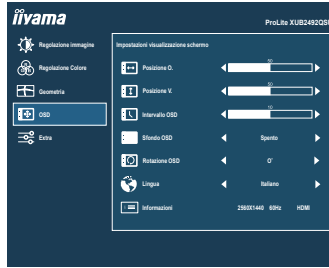 iiyama
ProLite XUB2492QSU
Regolazione immagine
Regolazione Colore
Geometria
OSD
Extra
Impostazioni visualizzazione schermo
Posizione O. 50
Posizione V. 50
Intervallo OSD 10
Sfondo OSD Spento
Rotazione OSD 0°
Lingua Italiano
Informazioni 2560X1440 60Hz HDMI